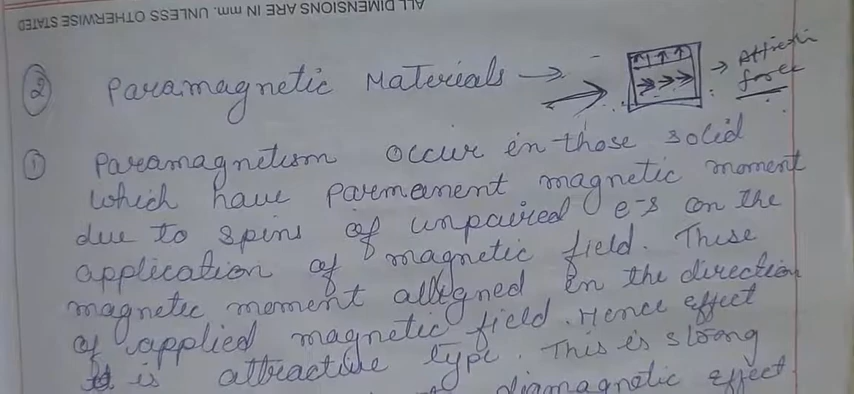 ALL DIMENSIONS ARE IN mm. UNLESS OTHERWISE STATED
② Paramagnetic Materials → → Attractive force
① Paramagnetism occur in those solid
which have parmanent magnetic moment
due to spins of unpaired e-s on the
application of magnetic field. These
magnetic moment alligned in the direction
of applied magnetic field. Hence effect
is attractive type. This is strong
diamagnetic effect.